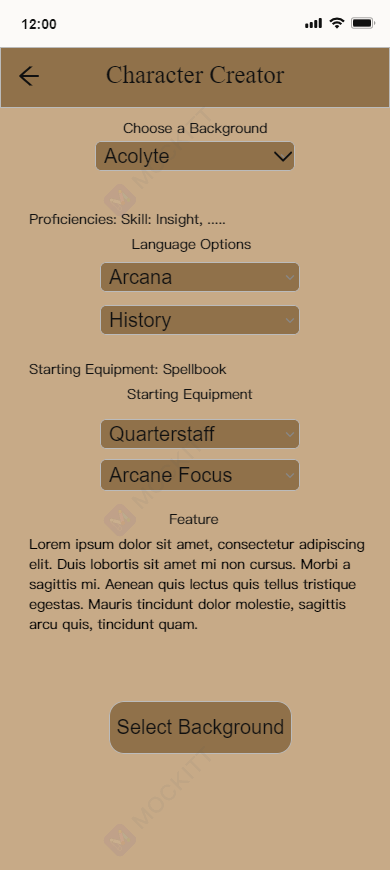 12:00
Character Creator
Choose a Background
Acolyte
Proficiencies: Skill: Insight, .....
Language Options
Arcana
History
Starting Equipment: Spellbook
Starting Equipment
Quarterstaff
Arcane Focus
Feature
Lorem ipsum dolor sit amet, consectetur adipiscing
elit. Duis lobortis sit amet mi non cursus. Morbi a
sagittis mi. Aenean quis lectus quis tellus tristique
egestas. Mauris tincidunt dolor molestie, sagittis
arcu quis, tincidunt quam.
Select Background
MOCKITT
MOCKITT
MOCKITT